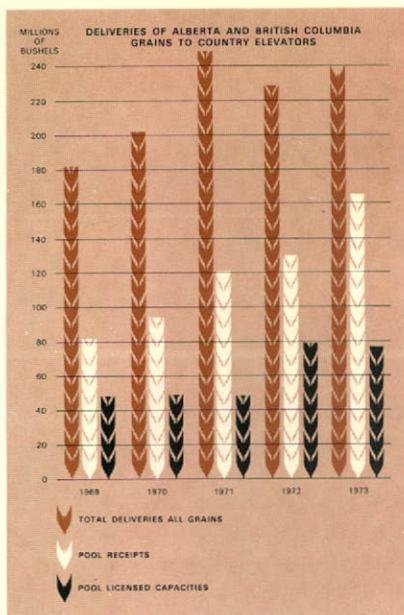 MILLIONS
OF
BUSHELS
DELIVERIES OF ALBERTA AND BRITISH COLUMBIA
GRAINS TO COUNTRY ELEVATORS
240
220
200
180
160
140
120
100
80
60
40
20
0
1969 1970 1971 1972 1973
TOTAL DELIVERIES ALL GRAINS
POOL RECEIPTS
POOL LICENSED CAPACITIES